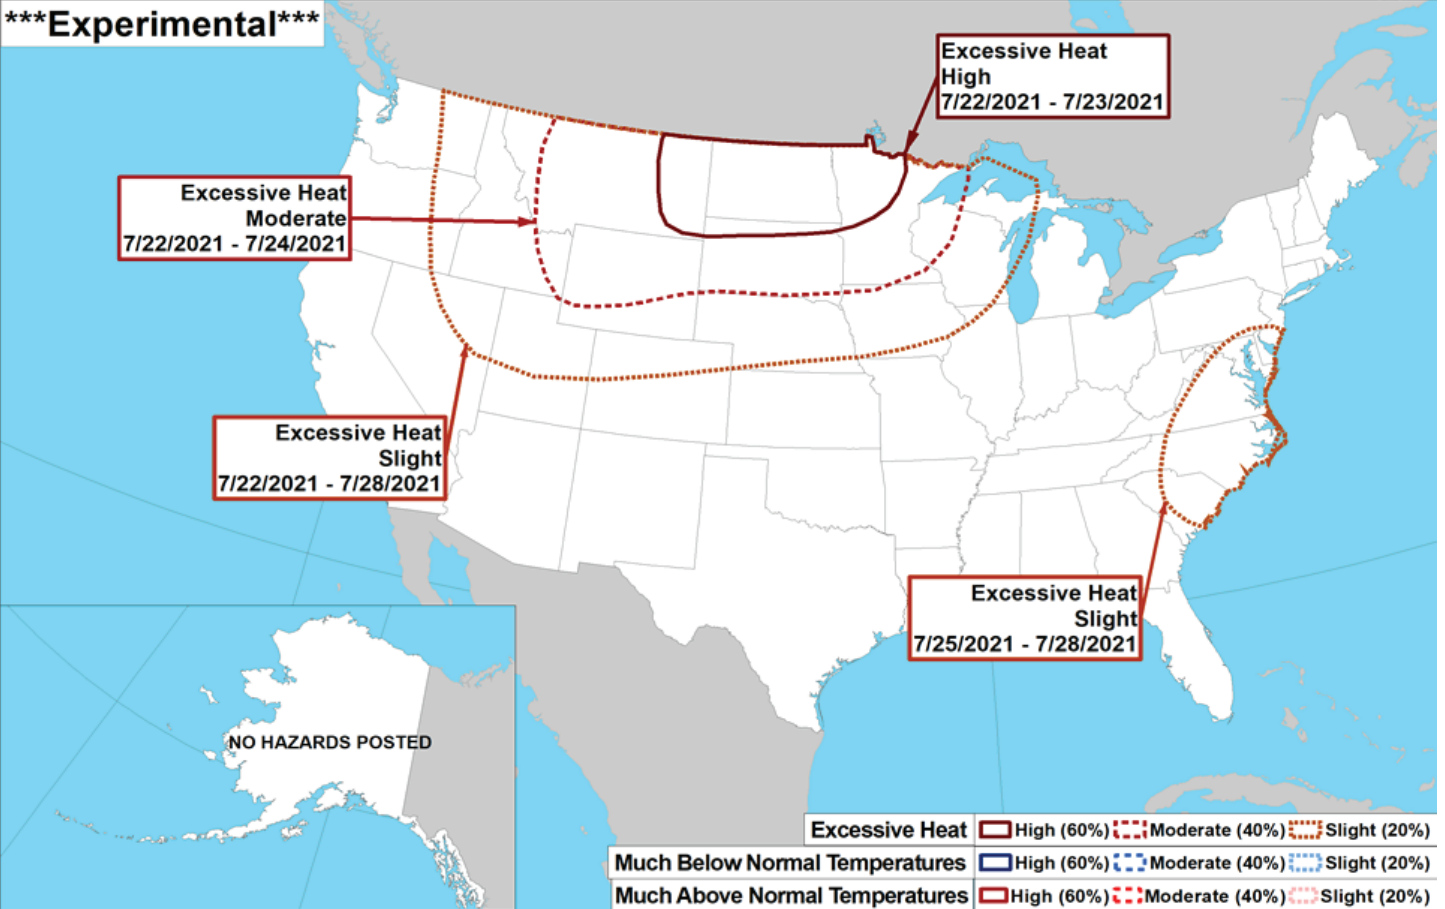 ***Experimental***
Excessive Heat
High
7/22/2021 - 7/23/2021
Excessive Heat
Moderate
7/22/2021 - 7/24/2021
Excessive Heat
Slight
7/22/2021 - 7/28/2021
Excessive Heat
Slight
7/25/2021 - 7/28/2021
NO HAZARDS POSTED
Excessive Heat High (60%) Moderate (40%) Slight (20%)
Much Below Normal Temperatures High (60%) Moderate (40%) Slight (20%)
Much Above Normal Temperatures High (60%) Moderate (40%) Slight (20%)